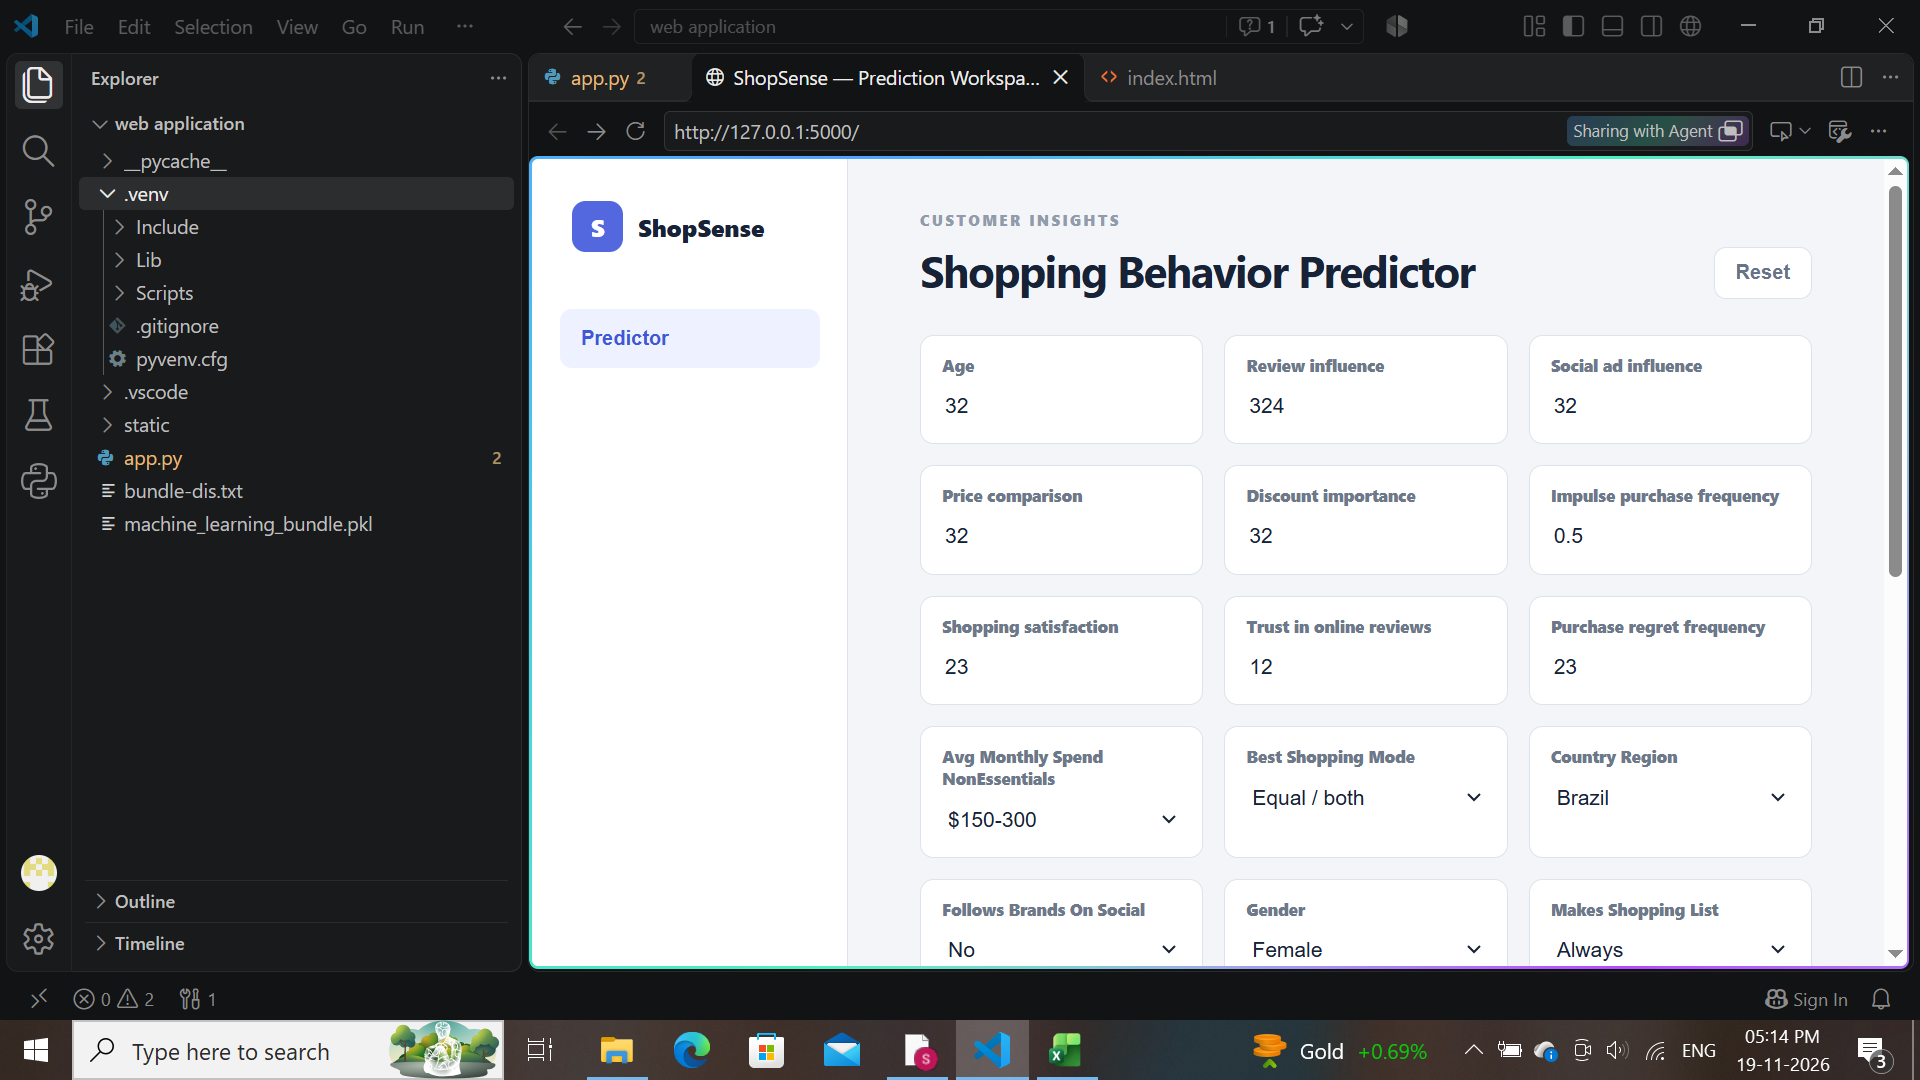 File Edit Selection View Go Run ···
web application
1
Explorer
web application
__pycache__
.venv
Include
Lib
Scripts
.gitignore
pyvenv.cfg
.vscode
static
app.py 2
bundle-dis.txt
machine_learning_bundle.pkl
Outline
Timeline
app.py 2
ShopSense — Prediction Workspa...
index.html
http://127.0.0.1:5000/
Sharing with Agent
S
ShopSense
Predictor
CUSTOMER INSIGHTS
Shopping Behavior Predictor
Reset
Age
32
Review influence
324
Social ad influence
32
Price comparison
32
Discount importance
32
Impulse purchase frequency
0.5
Shopping satisfaction
23
Trust in online reviews
12
Purchase regret frequency
23
Avg Monthly Spend
NonEssentials
$150-300
Best Shopping Mode
Equal / both
Country Region
Brazil
Follows Brands On Social
No
Gender
Female
Makes Shopping List
Always
0 2 1
Sign In
Type here to search
S
X
Gold +0.69%
ENG
05:14 PM
19-11-2026
3